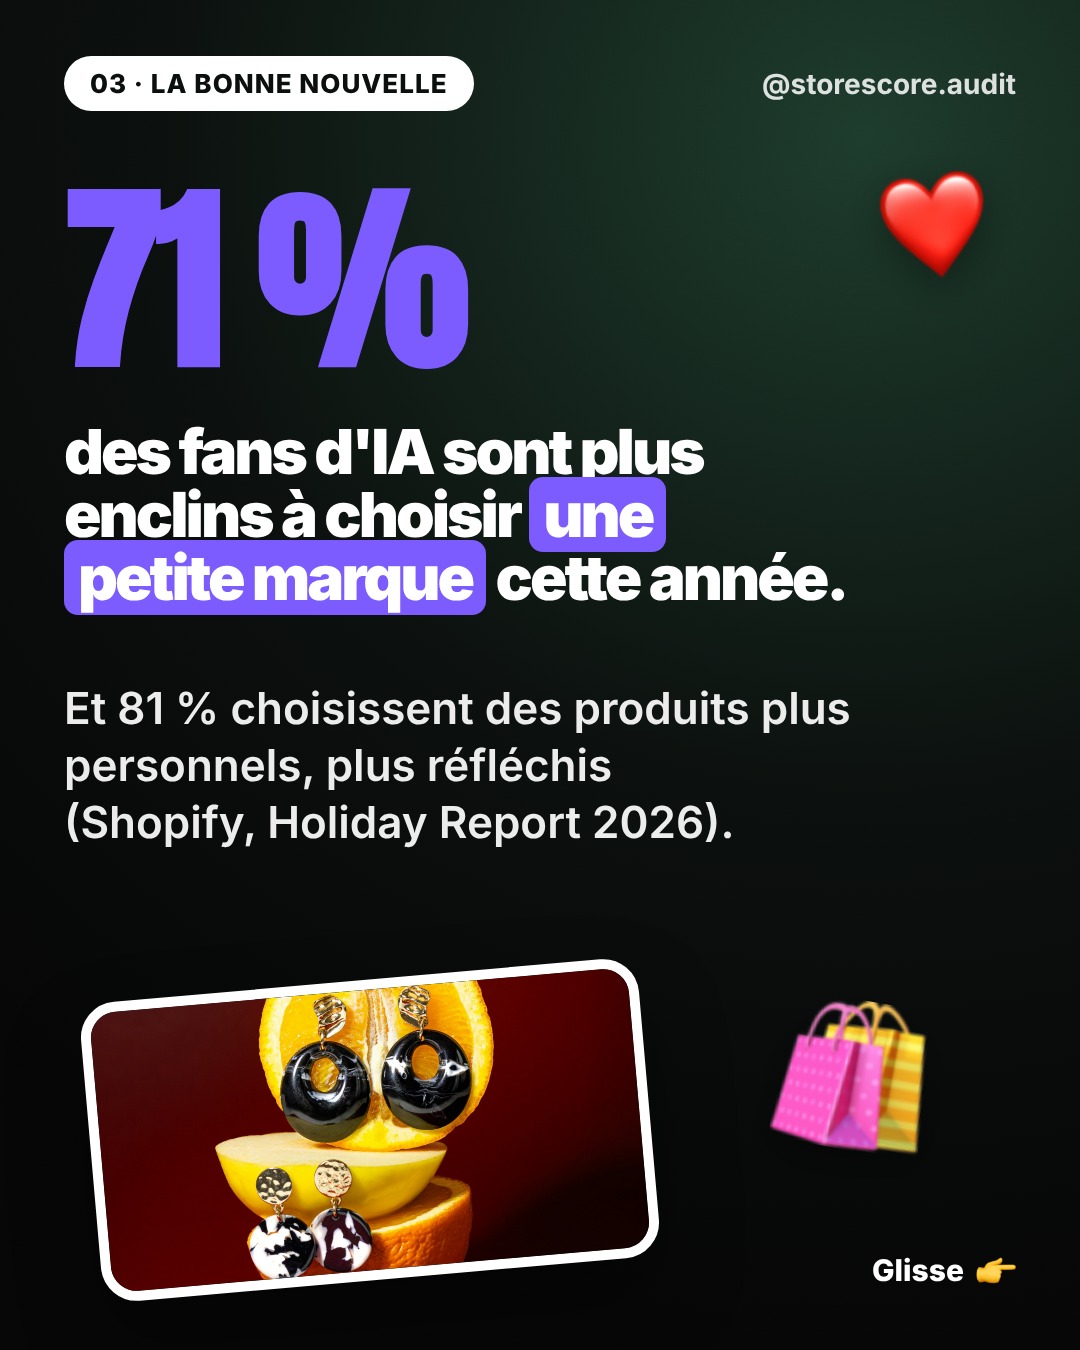 03 · LA BONNE NOUVELLE
@storescore.audit
71 %
des fans d'IA sont plus
enclins à choisir une
petite marque cette année.
Et 81 % choisissent des produits plus
personnels, plus réfléchis
(Shopify, Holiday Report 2026).
Glisse 👉